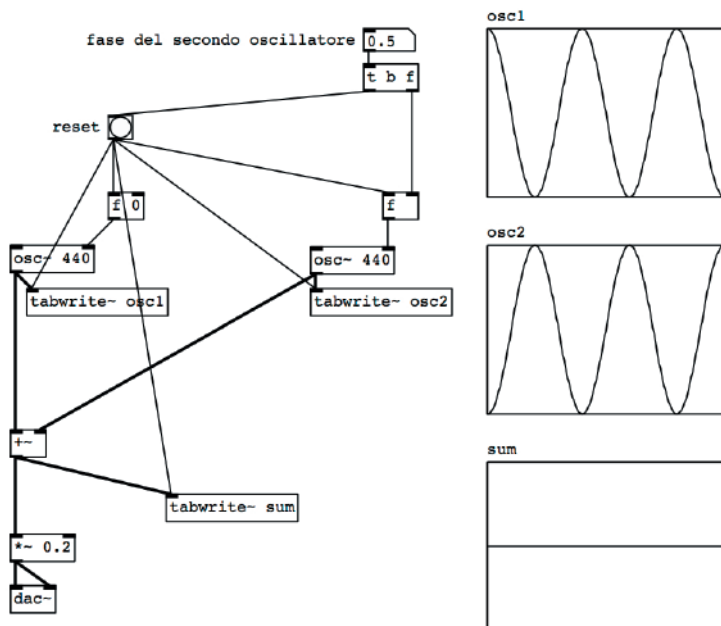 osc1
fase del secondo oscillatore 0.5
t b f
reset
f 0
f
osc2
osc~ 440
osc~ 440
tabwrite~ osc1
tabwrite~ osc2
+~
sum
tabwrite~ sum
*~ 0.2
dac~